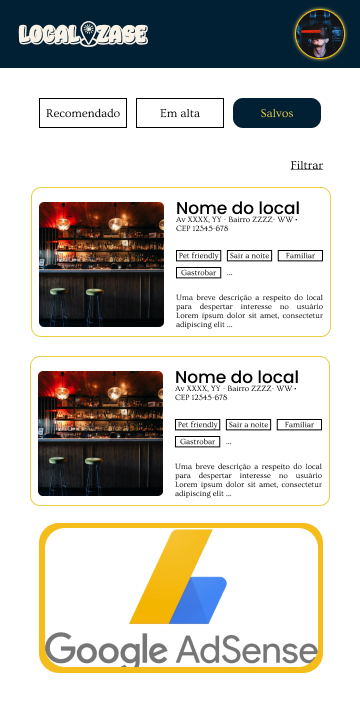 LOCALZASE
Recomendado
Em alta
Salvos
Filtrar
Nome do local
Av XXXX, YY - Bairro ZZZZ- WW •
CEP 12345-678
Pet friendly
Sair a noite
Familiar
Gastrobar
...
Uma breve descrição a respeito do local
para despertar interesse no usuário
Lorem ipsum dolor sit amet, consectetur
adipiscing elit ...
Nome do local
Av XXXX, YY - Bairro ZZZZ- WW •
CEP 12345-678
Pet friendly
Sair a noite
Familiar
Gastrobar
...
Uma breve descrição a respeito do local
para despertar interesse no usuário
Lorem ipsum dolor sit amet, consectetur
adipiscing elit ...
Google AdSense